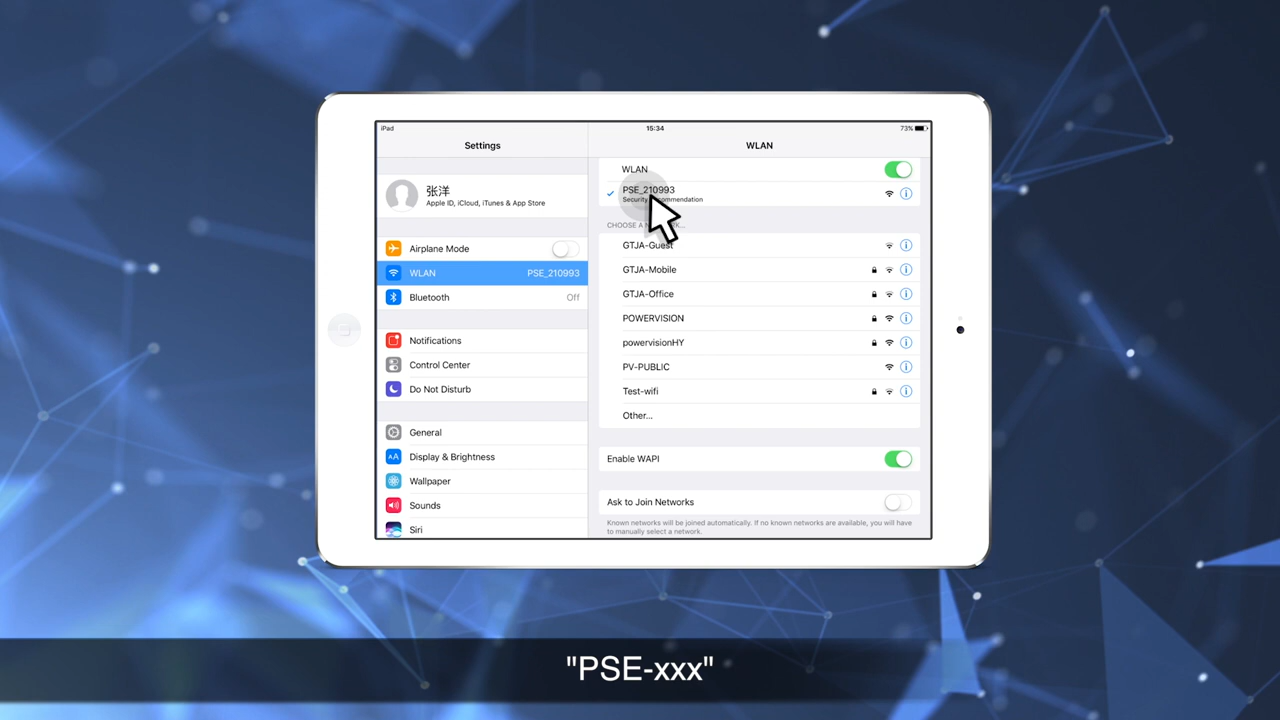 iPad
15:34
73%
Settings
WLAN
张洋
Apple ID, iCloud, iTunes & App Store
Airplane Mode
WLAN PSE_210993
Bluetooth Off
Notifications
Control Center
Do Not Disturb
General
Display & Brightness
Wallpaper
Sounds
Siri
WLAN
PSE_210993
Security
CHOOSE A
GTJA-Guest
GTJA-Mobile
GTJA-Office
POWERVISION
powervisionHY
PV-PUBLIC
Test-wifi
Other...
Enable WAPI
Ask to Join Networks
Known networks will be joined automatically. If no known networks are available, you will have
to manually select a network.
"PSE-xxx"